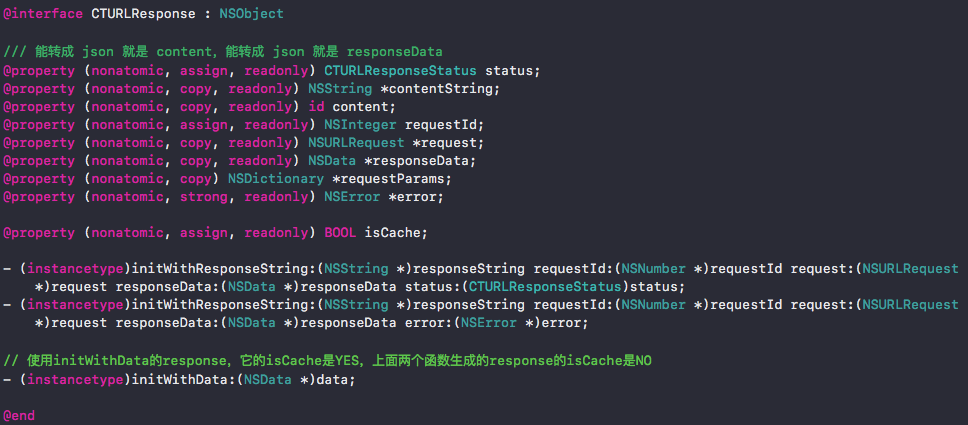 @interface CTURLResponse : NSObject
/// 能转成 json 就是 content，能转成 json 就是 responseData
@property (nonatomic, assign, readonly) CTURLResponseStatus status;
@property (nonatomic, copy, readonly) NSString *contentString;
@property (nonatomic, copy, readonly) id content;
@property (nonatomic, assign, readonly) NSInteger requestId;
@property (nonatomic, copy, readonly) NSURLRequest *request;
@property (nonatomic, copy, readonly) NSData *responseData;
@property (nonatomic, copy) NSDictionary *requestParams;
@property (nonatomic, strong, readonly) NSError *error;
@property (nonatomic, assign, readonly) BOOL isCache;
- (instancetype)initWithResponseString:(NSString *)responseString requestId:(NSNumber *)requestId request:(NSURLRequest
*)request responseData:(NSData *)responseData status:(CTURLResponseStatus)status;
- (instancetype)initWithResponseString:(NSString *)responseString requestId:(NSNumber *)requestId request:(NSURLRequest
*)request responseData:(NSData *)responseData error:(NSError *)error;
// 使用initWithData的response，它的isCache是YES，上面两个函数生成的response的isCache是NO
- (instancetype)initWithData:(NSData *)data;
@end